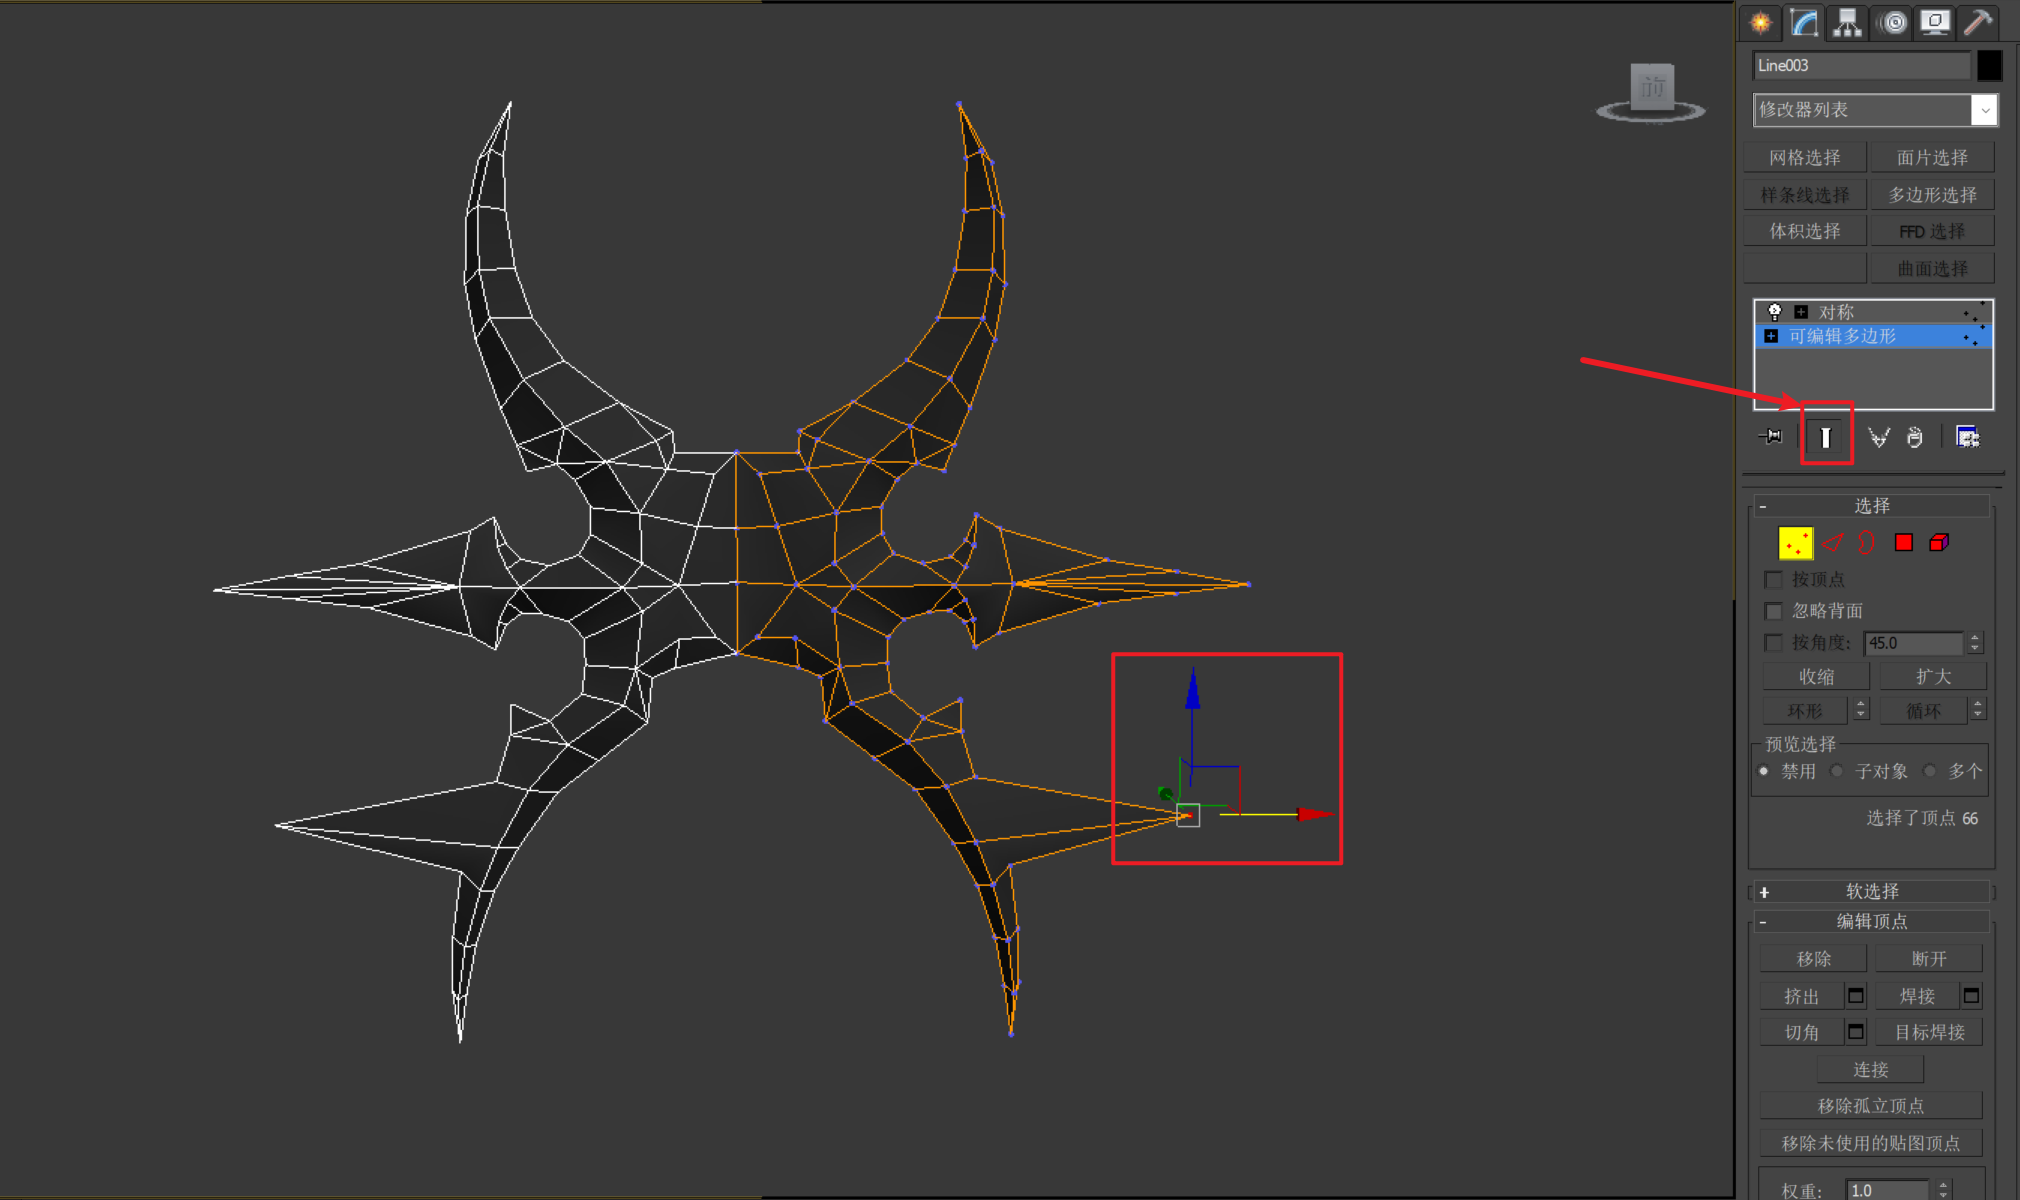 前
Line003
修改器列表
网格选择 面片选择
样条线选择 多边形选择
体积选择 FFD 选择
曲面选择
对称
可编辑多边形
- 选择
按顶点
忽略背面
按角度: 45.0
收缩 扩大
环形 循环
预览选择
禁用 子对象 多个
选择了顶点 66
+ 软选择
- 编辑顶点
移除 断开
挤出 焊接
切角 目标焊接
连接
移除孤立顶点
移除未使用的贴图顶点
权重: 1.0